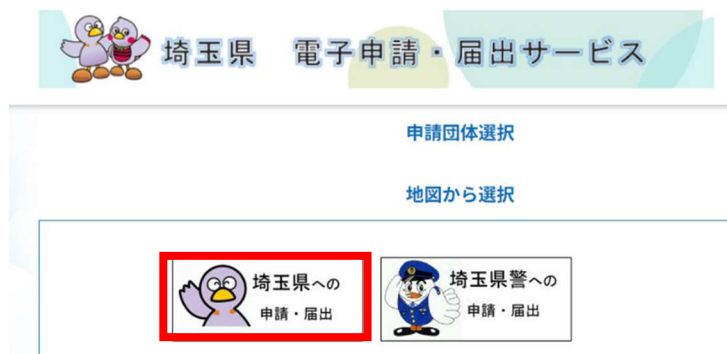 埼玉県 電子申請・届出サービス
申請団体選択
地図から選択
埼玉県への
申請・届出
埼玉県警への
申請・届出